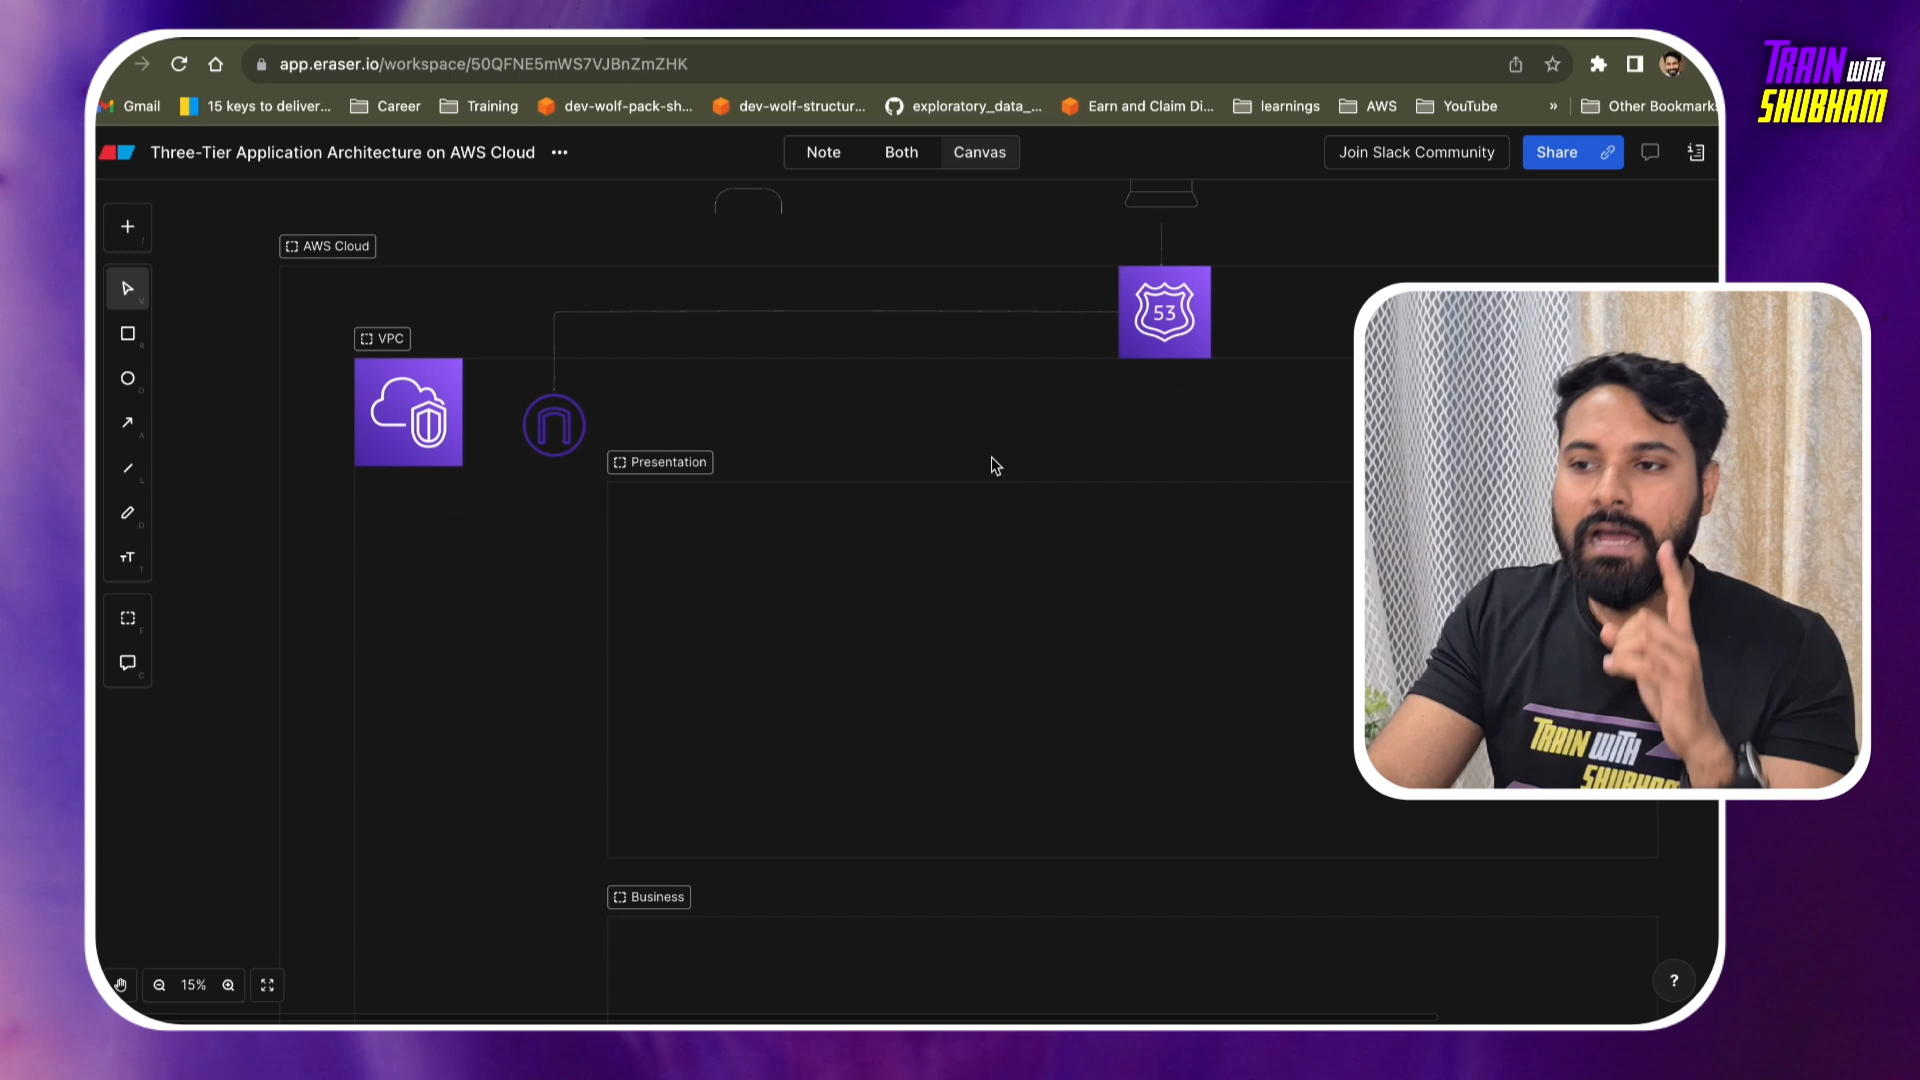 TRAIN WITH
SHUBHAM
app.eraser.io/workspace/50QFNE5mWS7VJBnZmZHK
Gmail
15 keys to deliver...
Career
Training
dev-wolf-pack-sh...
dev-wolf-structur...
exploratory_data_...
Earn and Claim Di...
learnings
AWS
YouTube
»
Other Bookmarks
Three-Tier Application Architecture on AWS Cloud
Note
Both
Canvas
Join Slack Community
Share
AWS Cloud
53
VPC
Presentation
Business
V
R
O
A
L
D
TT
T
F
C
15%
?
TRAIN WITH
SHUBHAM